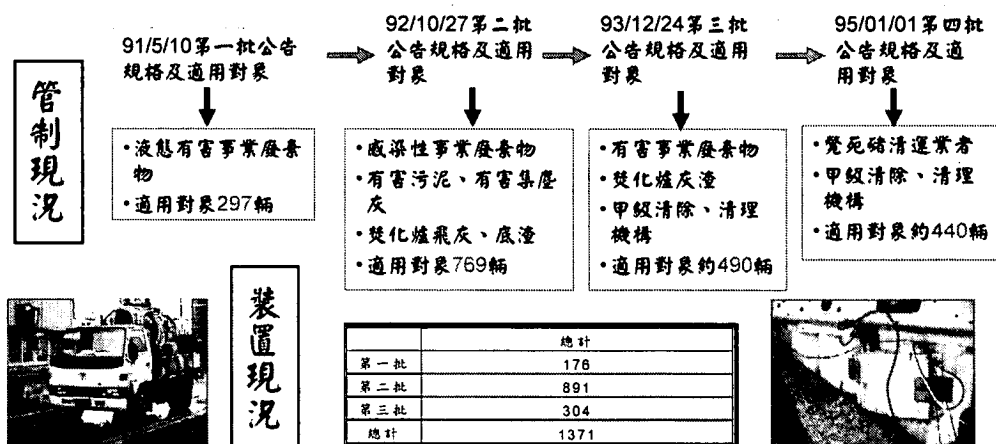 91/5/10第一批公告
規格及適用對象
92/10/27第二批
公告規格及適用
對象
93/12/24第三批
公告規格及適用
對象
95/01/01第四批
公告規格及適
用對象
管制現況
•液態有害事業廢棄
物
•適用對象297輛
•感染性事業廢棄物
•有害污泥、有害集塵
灰
•焚化爐飛灰、底渣
•適用對象769輛
•有害事業廢棄物
•焚化爐灰渣
•甲級清除、清理
機構
•適用對象約490輛
•斃死豬清運業者
•甲級清除、清理
機構
•適用對象約440輛
裝置現況
總計
第一批 176
第二批 891
第三批 304
總計 1371